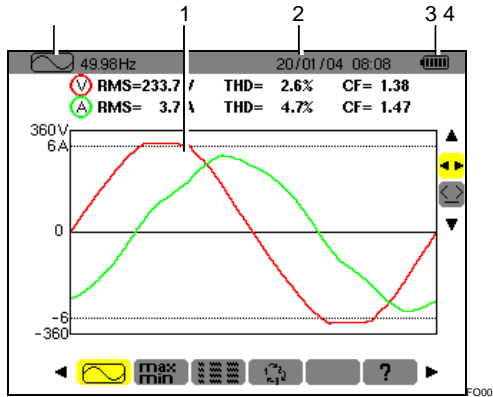 1 2 3 4
49.98Hz 20/01/04 08:08
V RMS=233.7 V THD= 2.6% CF= 1.38
A RMS= 3.7 A THD= 4.7% CF= 1.47
360V
6A
0
-6
-360
max
min
?
FO00